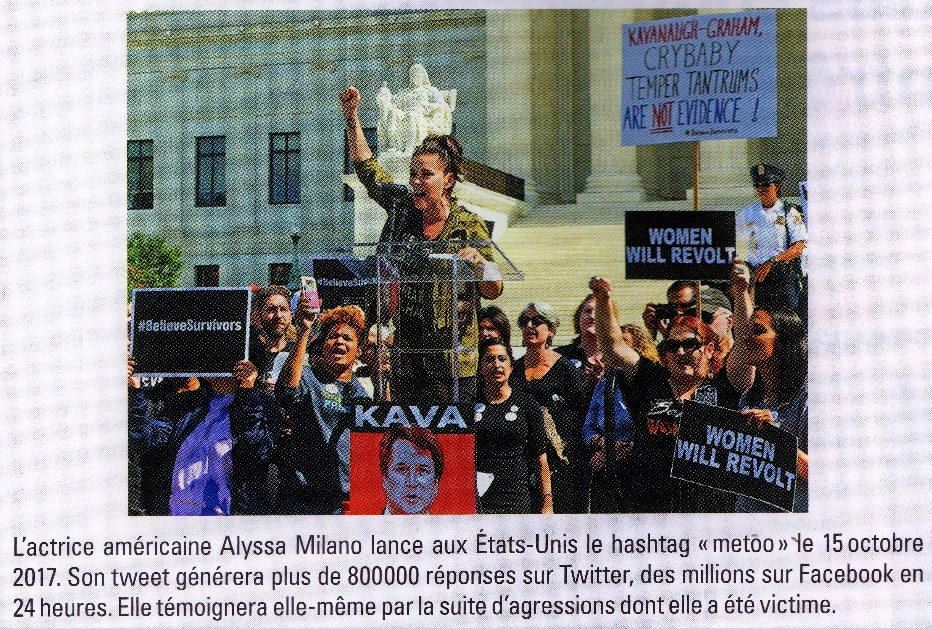 KAVANAUGH-GRAHAM,
CRYBABY
TEMPER TANTRUMS
ARE NOT EVIDENCE !
#BelieveSurvivors
WOMEN
WILL REVOLT
#BelieveSurvivors
#BelieveSurv
KAVA
WOMEN
WILL REVOLT
L'actrice américaine Alyssa Milano lance aux États-Unis le hashtag « metoo » le 15 octobre
2017. Son tweet générera plus de 800000 réponses sur Twitter, des millions sur Facebook en
24 heures. Elle témoignera elle-même par la suite d'agressions dont elle a été victime.